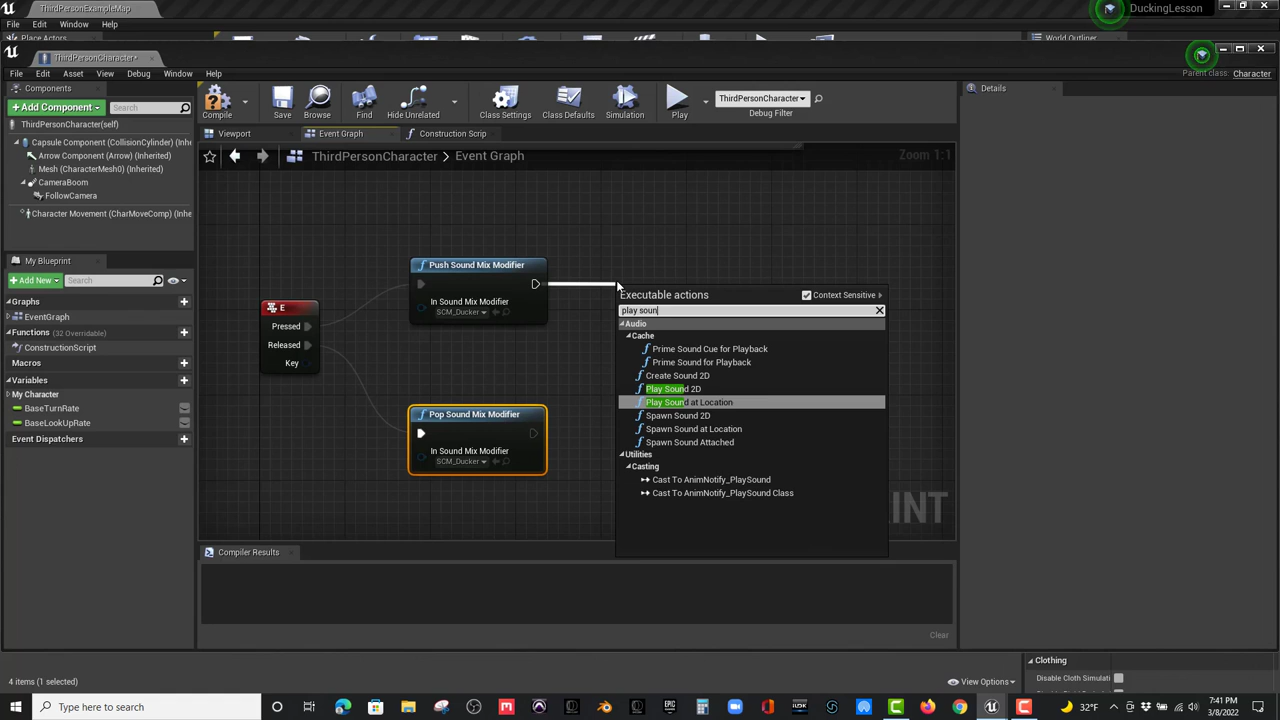 ThirdPersonExampleMap
DuckingLesson
File Edit Window Help
Place Actors
World Outliner
ThirdPersonCharacter*
File Edit Asset View Debug Window Help
Parent class: Character
Components
+Add Component
Search
ThirdPersonCharacter(self)
Capsule Component (CollisionCylinder) (Inhe
Arrow Component (Arrow) (Inherited)
Mesh (CharacterMesh0) (Inherited)
CameraBoom
FollowCamera
Character Movement (CharMoveComp) (Inhe
My Blueprint
+Add New
Search
Graphs
EventGraph
Functions (32 Overridable)
ConstructionScript
Macros
Variables
My Character
BaseTurnRate
BaseLookUpRate
Event Dispatchers
Compile
Save
Browse
Find
Hide Unrelated
Class Settings
Class Defaults
Simulation
Play
ThirdPersonCharacter
Debug Filter
Details
Viewport
Event Graph
Construction Scrip
ThirdPersonCharacter > Event Graph
Zoom 1:1
E
Pressed
Released
Key
f Push Sound Mix Modifier
In Sound Mix Modifier
SCM_Ducker
f Pop Sound Mix Modifier
In Sound Mix Modifier
SCM_Ducker
Executable actions
Context Sensitive
play soun
Audio
Cache
f Prime Sound Cue for Playback
f Prime Sound for Playback
f Create Sound 2D
f Play Sound 2D
f Play Sound at Location
f Spawn Sound 2D
f Spawn Sound at Location
f Spawn Sound Attached
Utilities
Casting
Cast To AnimNotify_PlaySound
Cast To AnimNotify_PlaySound Class
INT
Compiler Results
Clear
4 items (1 selected)
View Options
Clothing
Disable Cloth Simulati
Type here to search
32°F
7:41 PM
3/8/2022